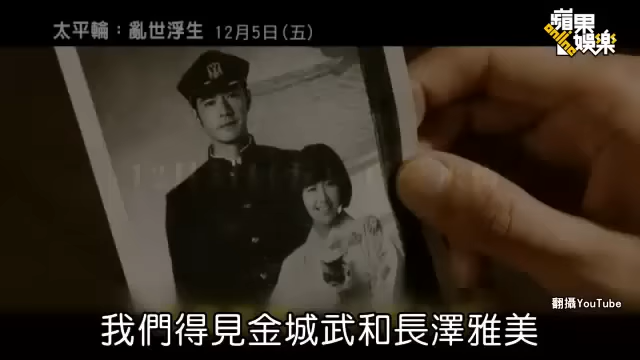 太平輪：亂世浮生 12月5日(五)
蘋果
娛樂
online
翻攝YouTube
我們得見金城武和長澤雅美